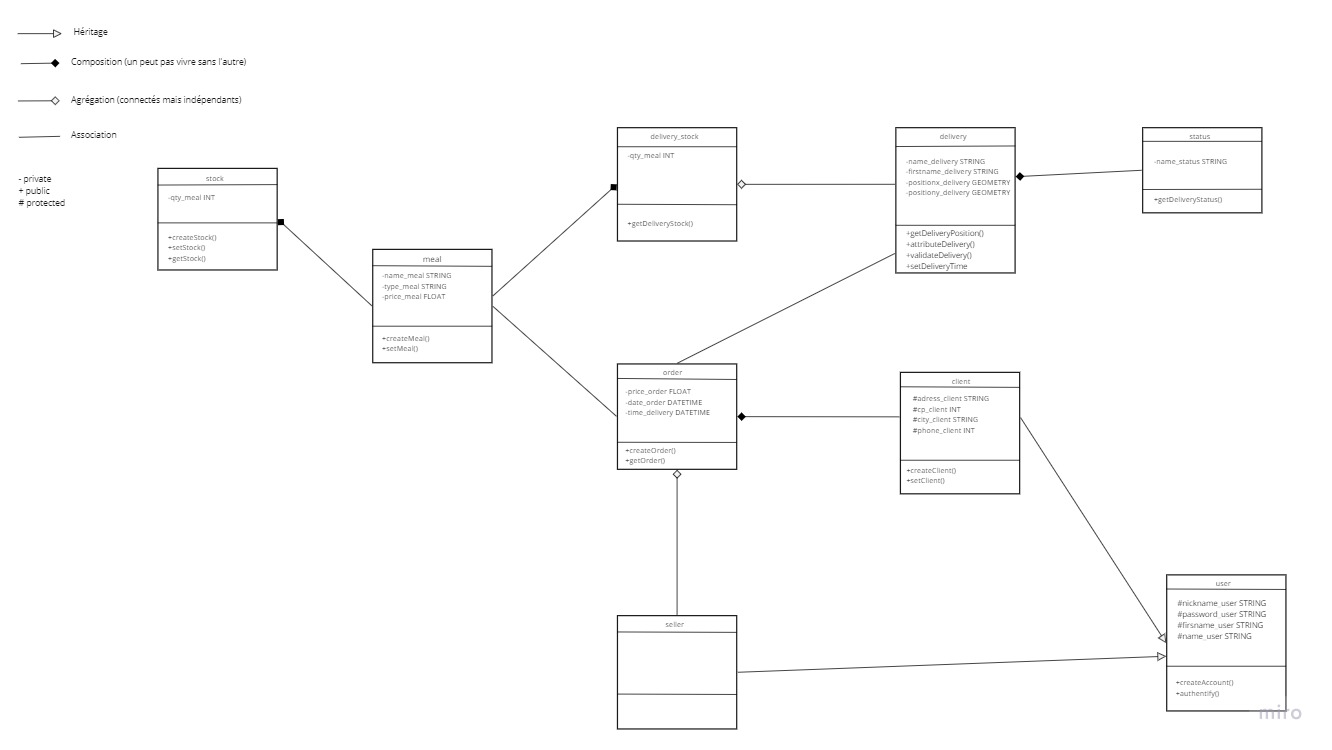 Héritage
Composition (un peut pas vivre sans l'autre)
Agrégation (connectés mais indépendants)
Association
- private
+ public
# protected
stock
-qty_meal INT
+createStock()
+setStock()
+getStock()
meal
-name_meal STRING
-type_meal STRING
-price_meal FLOAT
+createMeal()
+setMeal()
delivery_stock
-qty_meal INT
+getDeliveryStock()
delivery
-name_delivery STRING
-firstname_delivery STRING
-positionx_delivery GEOMETRY
-positiony_delivery GEOMETRY
+getDeliveryPosition()
+attributeDelivery()
+validateDelivery()
+setDeliveryTime
status
-name_status STRING
+getDeliveryStatus()
order
-price_order FLOAT
-date_order DATETIME
-time_delivery DATETIME
+createOrder()
+getOrder()
client
#adress_client STRING
#cp_client INT
#city_client STRING
#phone_client INT
+createClient()
+setClient()
seller
user
#nickname_user STRING
#password_user STRING
#firsname_user STRING
#name_user STRING
+createAccount()
+authentify()
miro